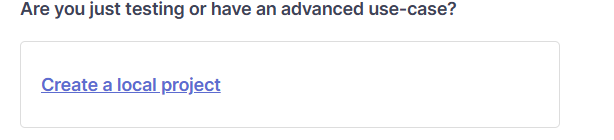 Are you just testing or have an advanced use-case?
Create a local project